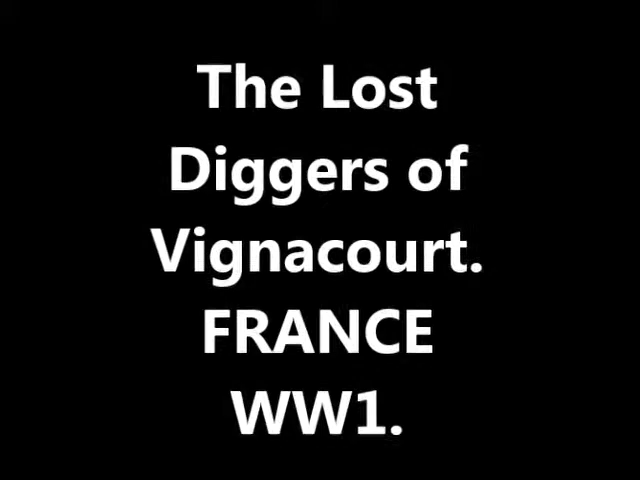 The Lost
Diggers of
Vignacourt.
FRANCE
WW1.